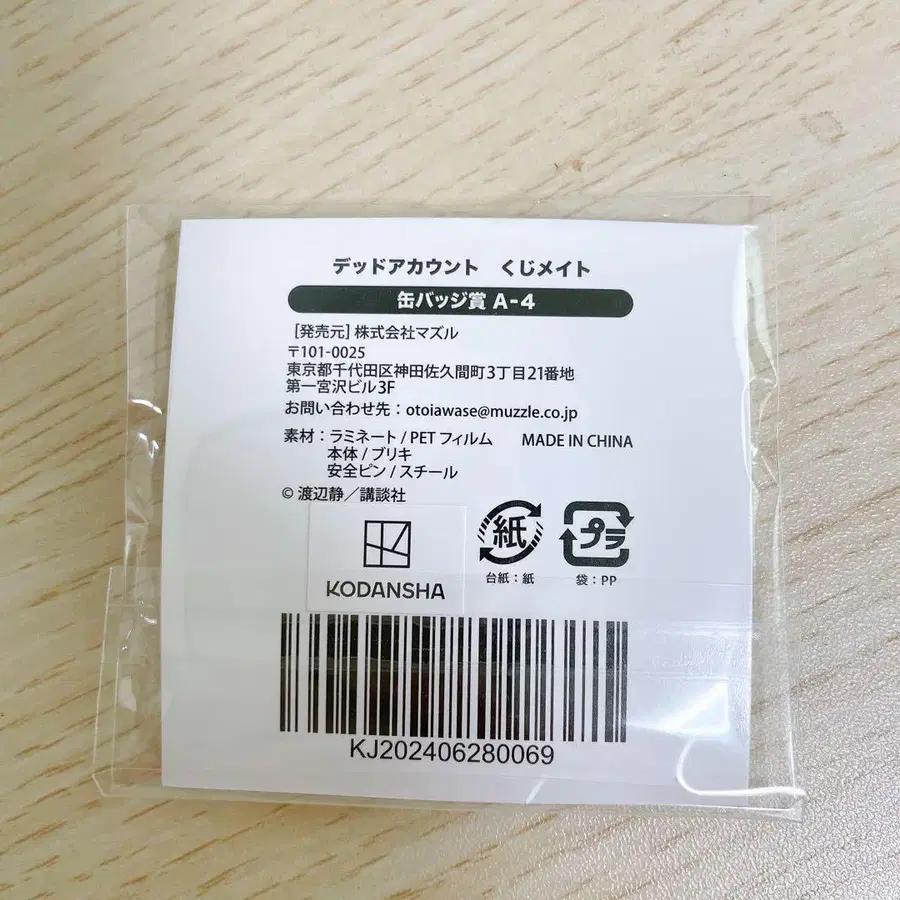 デッドアカウント くじメイト
缶バッジ賞 A-4
[発売元] 株式会社マズル
〒101-0025
東京都千代田区神田佐久間町3丁目21番地
第一宮沢ビル3F
お問い合わせ先：otoiawase@muzzle.co.jp
素材：ラミネート / PET フィルム MADE IN CHINA
本体 / ブリキ
安全ピン / スチール
© 渡辺静／講談社
KODANSHA
紙
台紙：紙
プラ
袋：PP
KJ202406280069